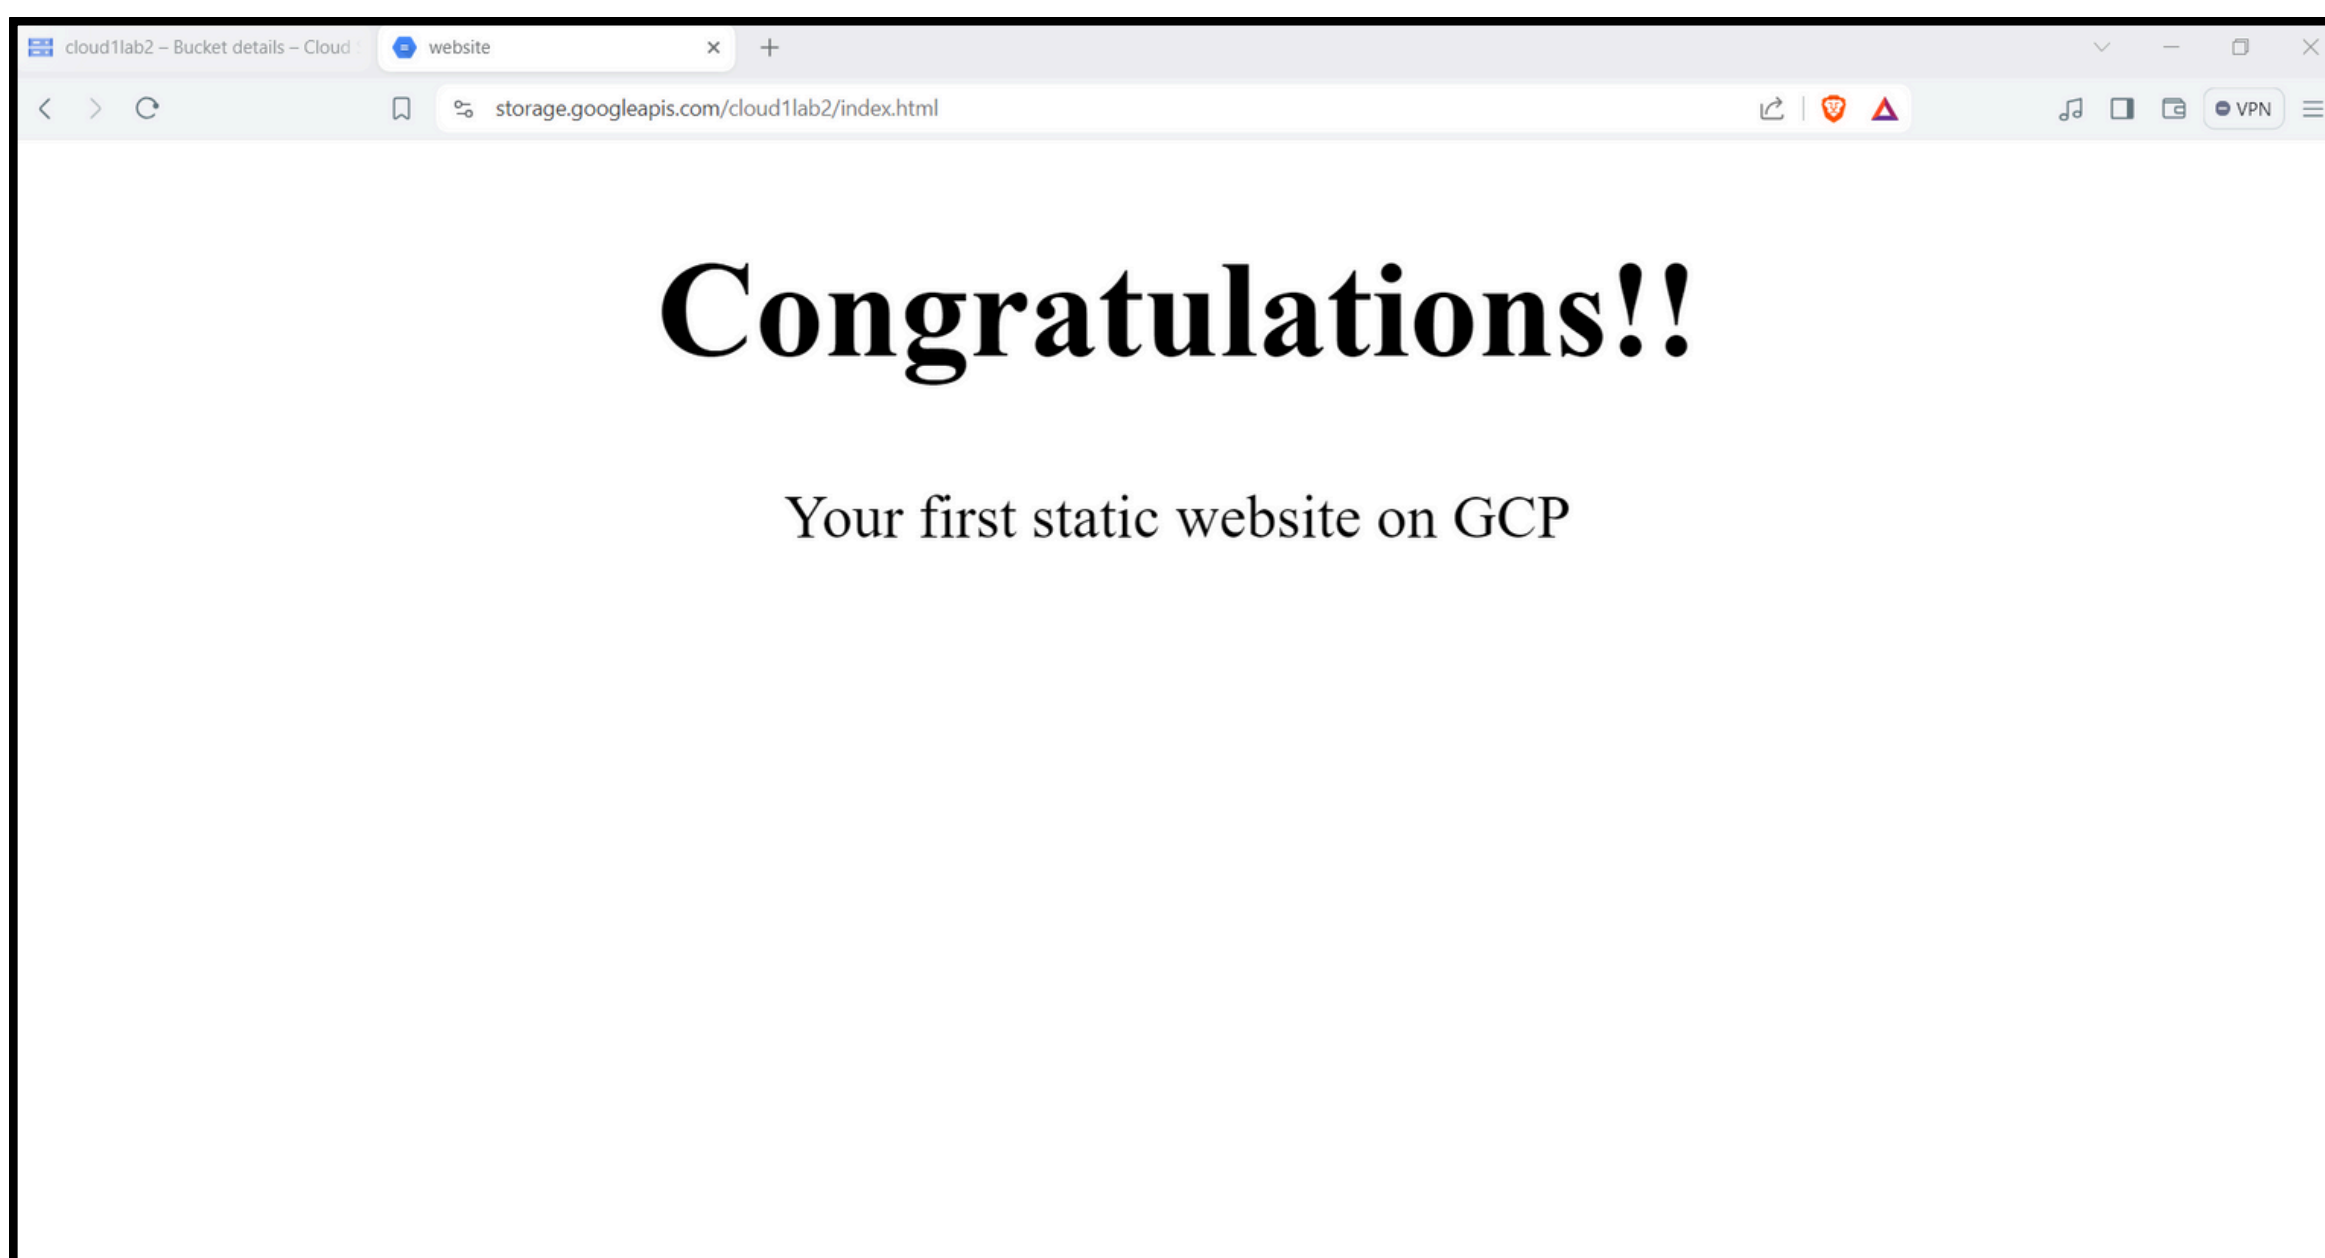 cloud1lab2 – Bucket details – Cloud
website
storage.googleapis.com/cloud1lab2/index.html
VPN
Congratulations!!
Your first static website on GCP